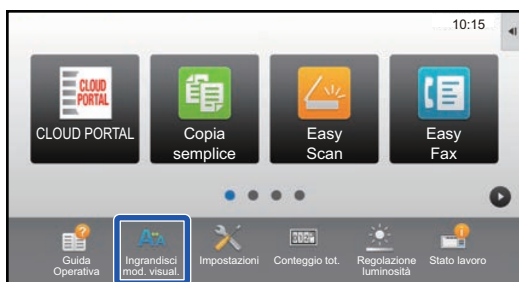 10:15
CLOUD
PORTAL
CLOUD PORTAL
Copia
semplice
Easy
Scan
Easy
Fax
Guida
Operativa
Ingrandisci
mod. visual.
Impostazioni
Conteggio tot.
Regolazione
luminosità
Stato lavoro